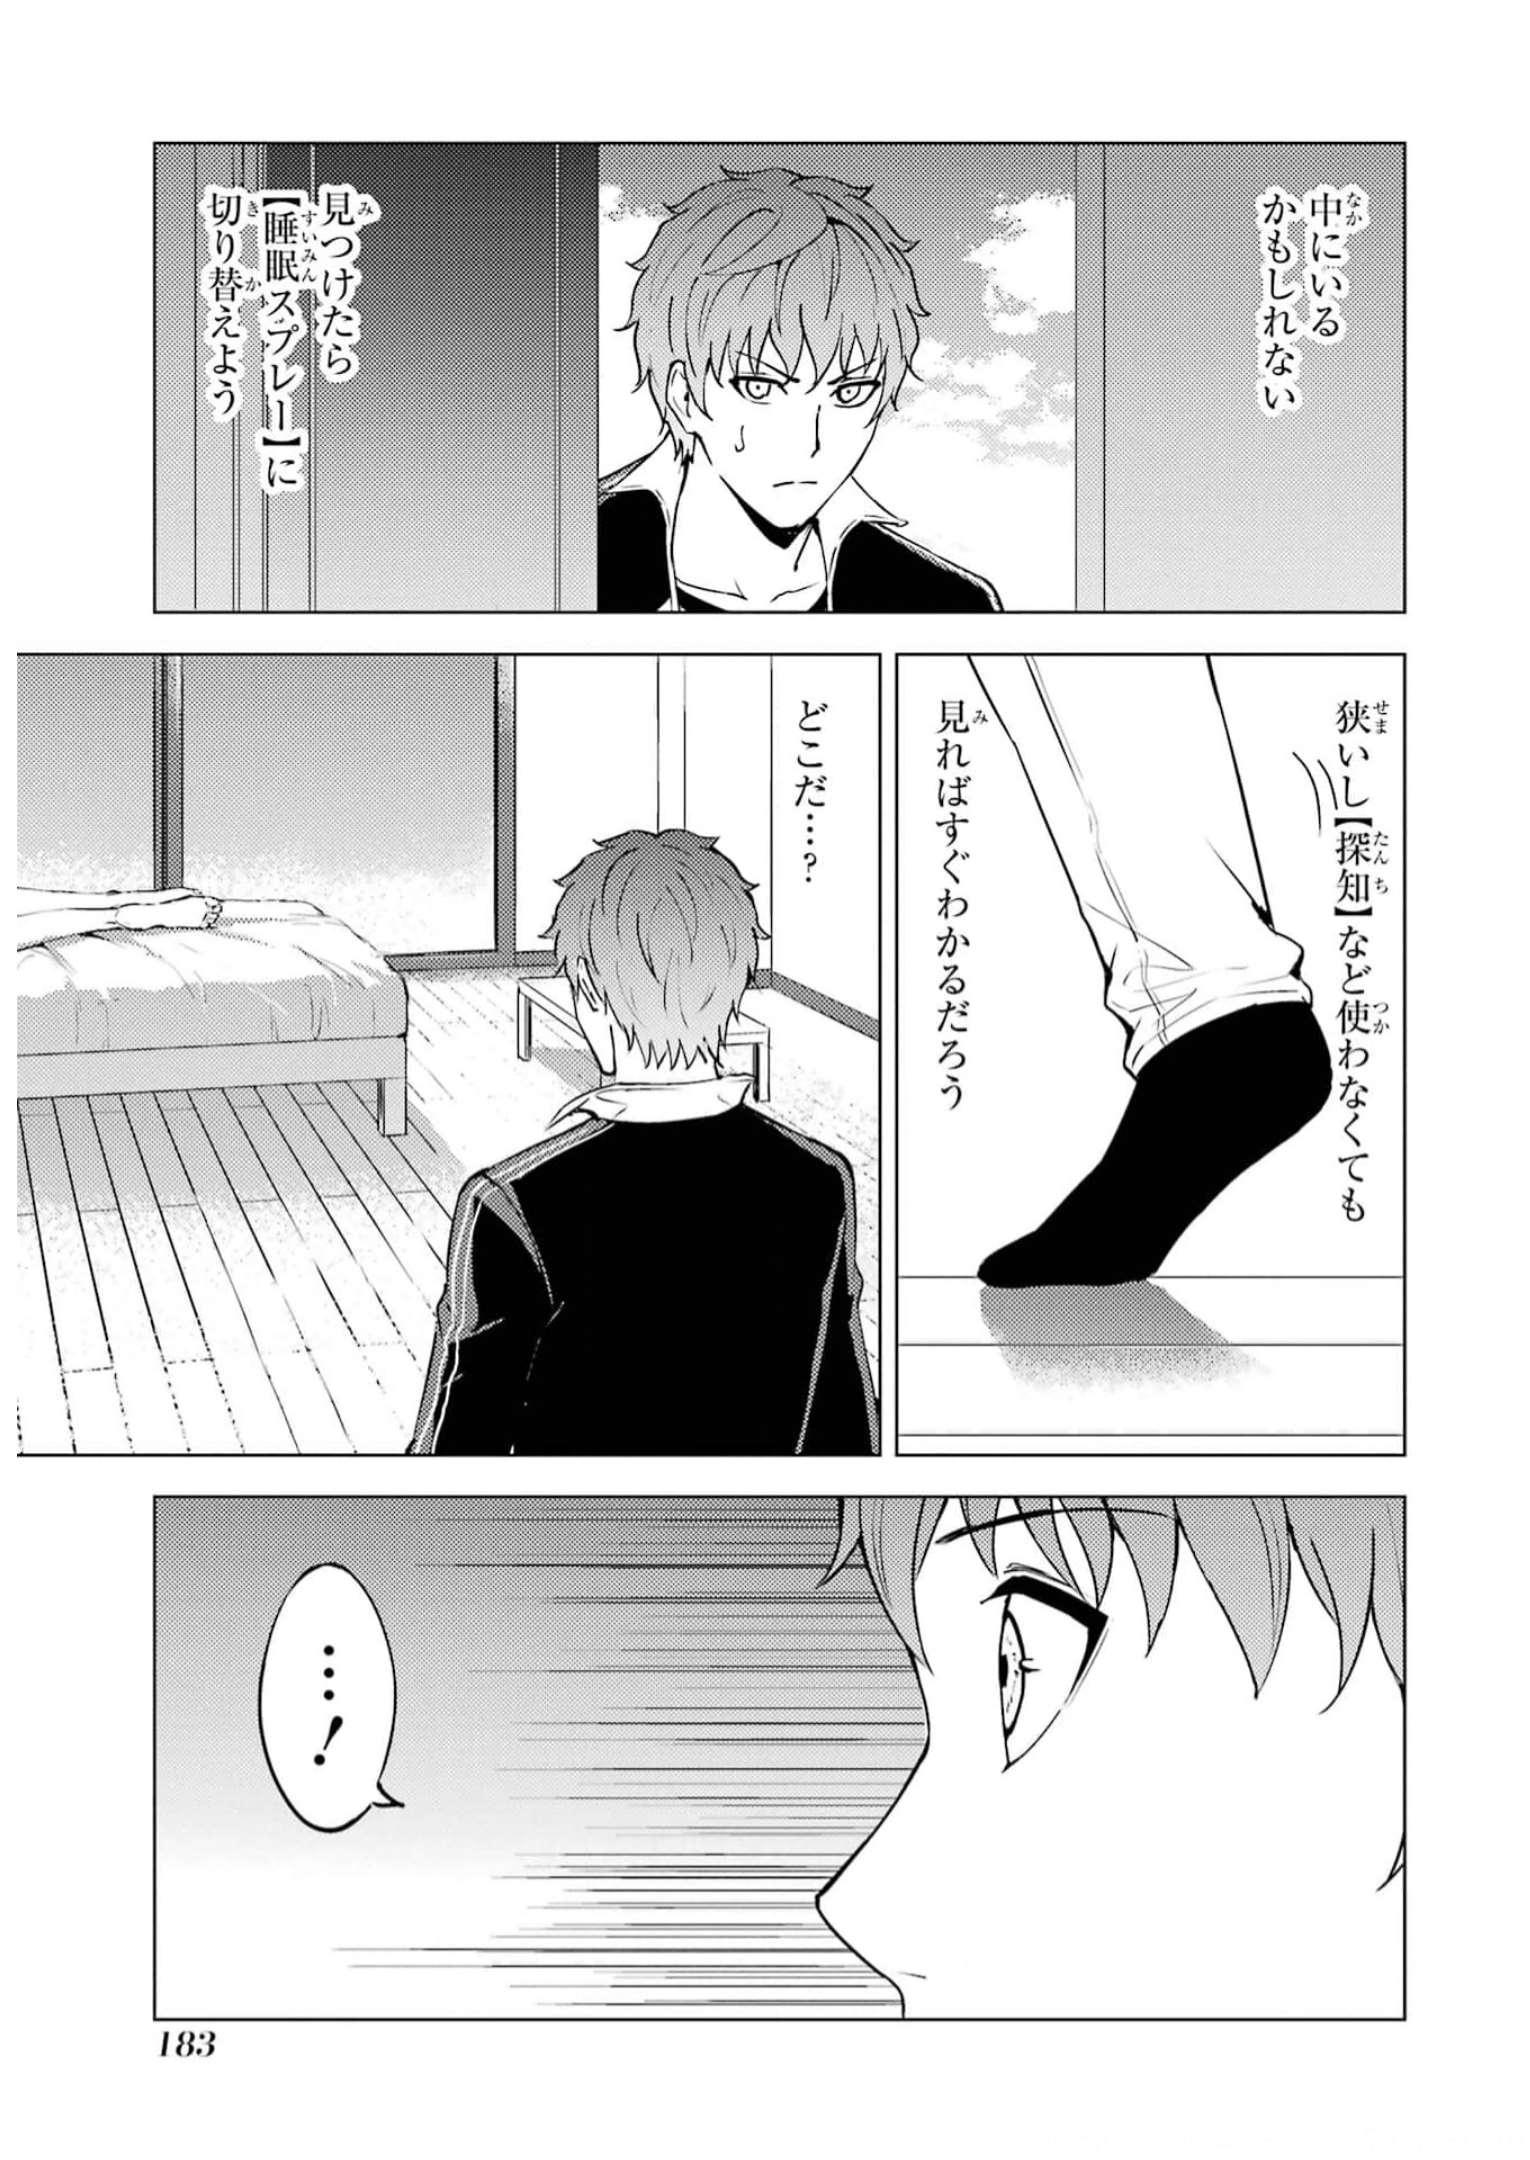 中にいる
かもしれない
見つけたら
【睡眠スプレー】に
切り替えよう
狭いし【探知】など使わなくても
見ればすぐわかるだろう
どこだ…？
…！
183